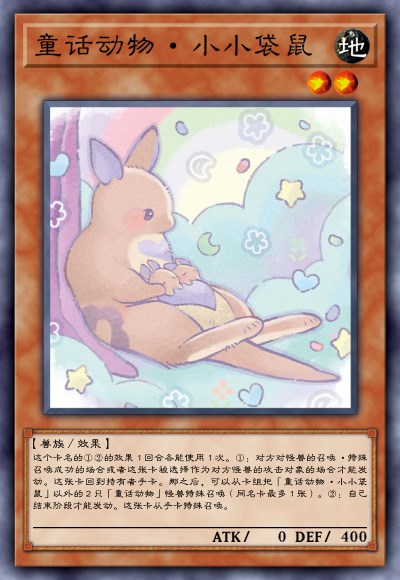 童话动物・小小袋鼠
地
【兽族／效果】
这个卡名的①②的效果1回合各能使用1次。①：对方对怪兽的召唤・特殊
召唤成功的场合或者这张卡被选择作为对方怪兽的攻击对象的场合才能发
动。这张卡回到持有者手卡。那之后，可以从卡组把「童话动物・小小袋
鼠」以外的2只「童话动物」怪兽特殊召唤（同名卡最多1张）。②：自己
结束阶段才能发动。这张卡从手卡特殊召唤。
ATK/ 0 DEF/ 400